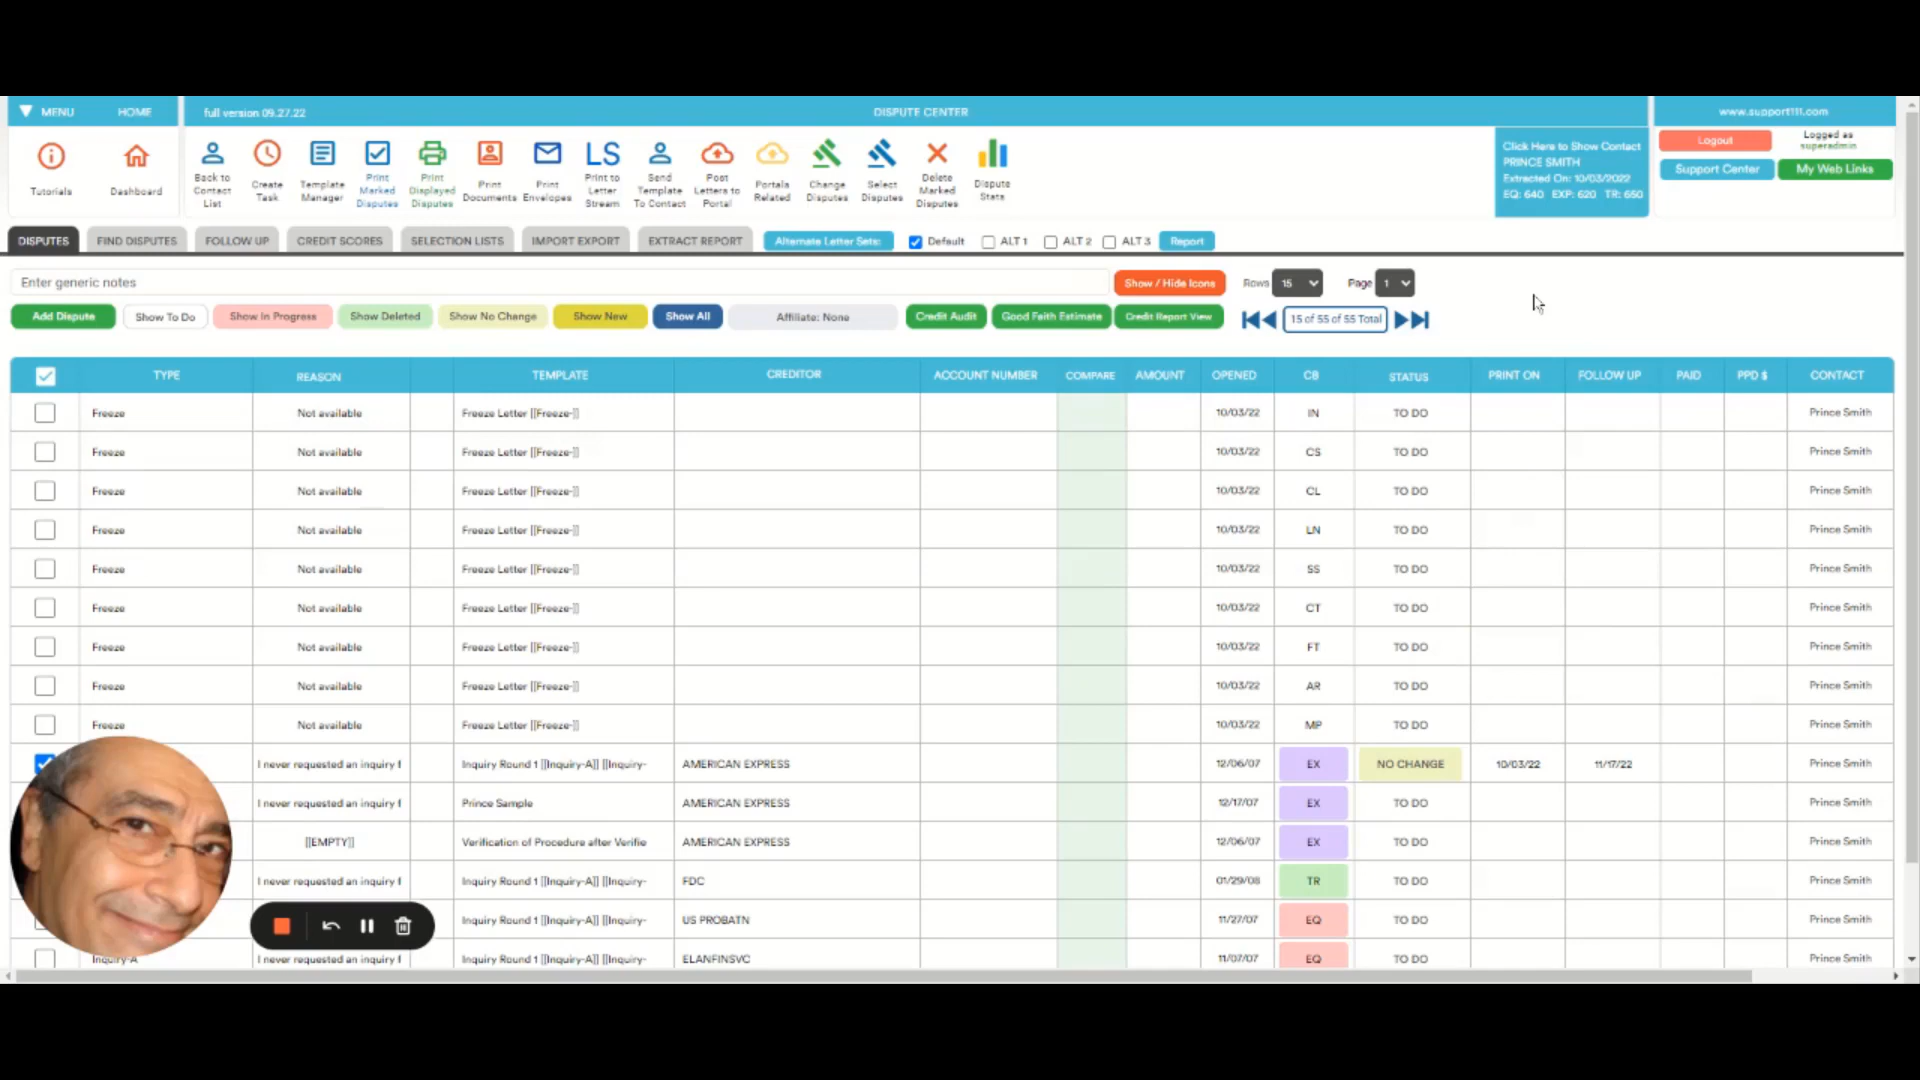 MENU HOME full version 09.27.22 DISPUTE CENTER www.support111.com
Tutorials Dashboard
Back to Contact List
Create Task
Template Manager
Print Marked Disputes
Print Displayed Disputes
Print Documents
Print Envelopes
LS Print to Letter Stream
Send Template To Contact
Post Letters to Portal
Portals Related
Change Disputes
Select Disputes
Delete Marked Disputes
Dispute Stats
Click Here to Show Contact
PRINCE SMITH
Extracted On: 10/03/2022
EQ: 640 EXP: 620 TR: 650
Logout Logged as superadmin
Support Center My Web Links
DISPUTES FIND DISPUTES FOLLOW UP CREDIT SCORES SELECTION LISTS IMPORT EXPORT EXTRACT REPORT Alternate Letter Sets: Default ALT 1 ALT 2 ALT 3 Report
Enter generic notes Show / Hide Icons Rows 15 Page 1
Add Dispute Show To Do Show In Progress Show Deleted Show No Change Show New Show All Affiliate: None Credit Audit Good Faith Estimate Credit Report View 15 of 55 of 55 Total
TYPE REASON TEMPLATE CREDITOR ACCOUNT NUMBER COMPARE AMOUNT OPENED CB STATUS PRINT ON FOLLOW UP PAID PPD $ CONTACT
Freeze Not available Freeze Letter [[Freeze-]] 10/03/22 IN TO DO Prince Smith
Freeze Not available Freeze Letter [[Freeze-]] 10/03/22 CS TO DO Prince Smith
Freeze Not available Freeze Letter [[Freeze-]] 10/03/22 CL TO DO Prince Smith
Freeze Not available Freeze Letter [[Freeze-]] 10/03/22 LN TO DO Prince Smith
Freeze Not available Freeze Letter [[Freeze-]] 10/03/22 SS TO DO Prince Smith
Freeze Not available Freeze Letter [[Freeze-]] 10/03/22 CT TO DO Prince Smith
Freeze Not available Freeze Letter [[Freeze-]] 10/03/22 FT TO DO Prince Smith
Freeze Not available Freeze Letter [[Freeze-]] 10/03/22 AR TO DO Prince Smith
Freeze Not available Freeze Letter [[Freeze-]] 10/03/22 MP TO DO Prince Smith
I never requested an inquiry f Inquiry Round 1 [[Inquiry-A]] [[Inquiry- AMERICAN EXPRESS 12/06/07 EX NO CHANGE 10/03/22 11/17/22 Prince Smith
I never requested an inquiry f Prince Sample AMERICAN EXPRESS 12/17/07 EX TO DO Prince Smith
[[EMPTY]] Verification of Procedure after Verifie AMERICAN EXPRESS 12/06/07 EX TO DO Prince Smith
I never requested an inquiry f Inquiry Round 1 [[Inquiry-A]] [[Inquiry- FDC 01/29/08 TR TO DO Prince Smith
Inquiry Round 1 [[Inquiry-A]] [[Inquiry- US PROBATN 11/27/07 EQ TO DO Prince Smith
Inquiry-A I never requested an inquiry f Inquiry Round 1 [[Inquiry-A]] [[Inquiry- ELANFINSVC 11/07/07 EQ TO DO Prince Smith